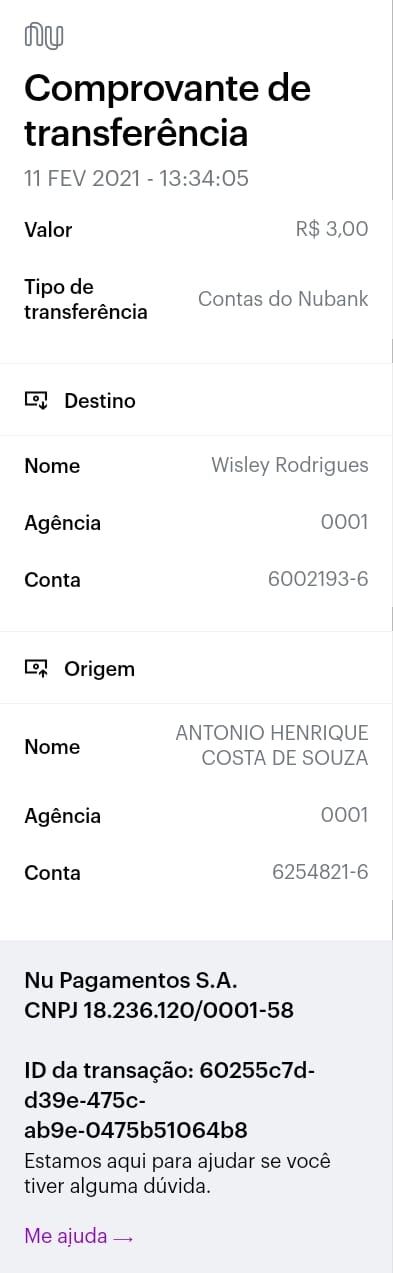 nu
Comprovante de
transferência
11 FEV 2021 - 13:34:05
Valor R$ 3,00
Tipo de
transferência Contas do Nubank
Destino
Nome Wisley Rodrigues
Agência 0001
Conta 6002193-6
Origem
Nome ANTONIO HENRIQUE
COSTA DE SOUZA
Agência 0001
Conta 6254821-6
Nu Pagamentos S.A.
CNPJ 18.236.120/0001-58
ID da transação: 60255c7d-
d39e-475c-
ab9e-0475b51064b8
Estamos aqui para ajudar se você
tiver alguma dúvida.
Me ajuda →